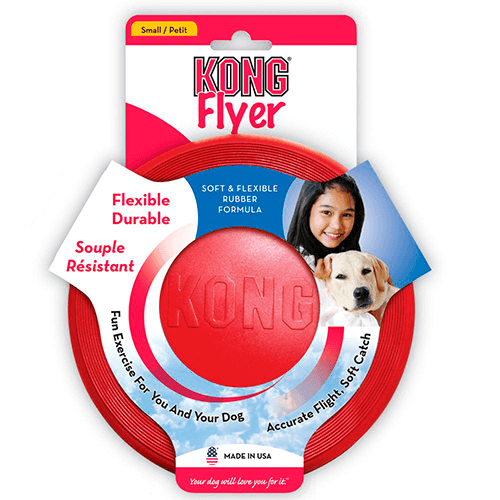 Small / Petit
KONG®
Flyer
Flexible
Durable
SOFT & FLEXIBLE
RUBBER
FORMULA
Souple
Résistant
KONG
Fun Exercise For You And Your Dog
Accurate Flight, Soft Catch
MADE IN USA
Your dog will love you for it.™